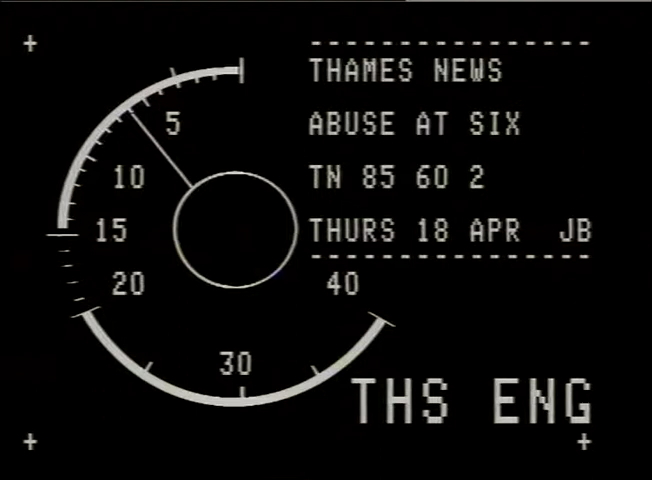 THAMES NEWS
ABUSE AT SIX
TN 85 60 2
THURS 18 APR JB
5
10
15
20
30
40
THS ENG